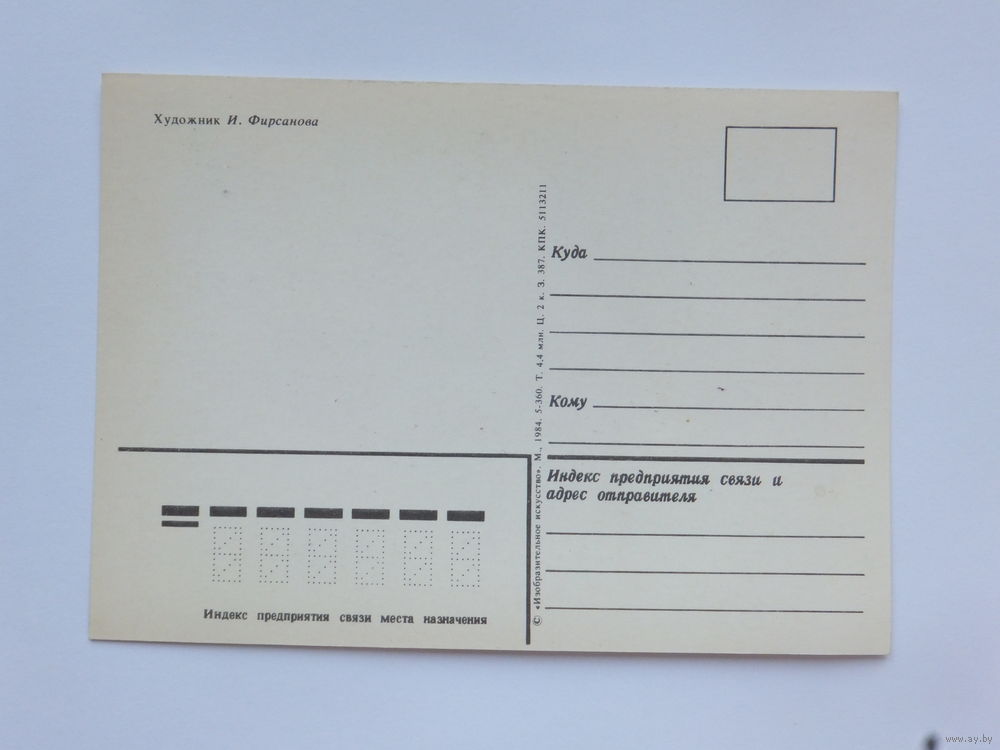 Художник И. Фирсанова
© «Изобразительное искусство». М., 1984. 5-360. Т. 4,4 млн. Ц. 2 к. З. 387. КПК. 5113211
Куда
Кому
Индекс предприятия связи и
адрес отправителя
Индекс предприятия связи места назначения
www.ay.by